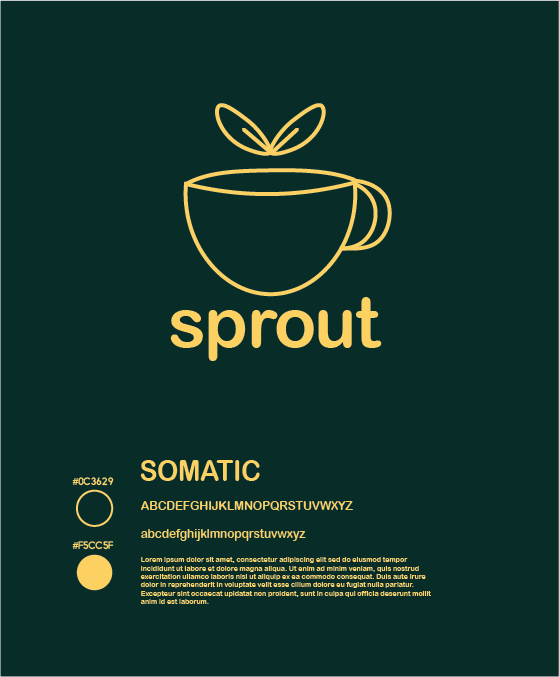 sprout
SOMATIC
#0C3629
ABCDEFGHIJKLMNOPQRSTUVWXYZ
abcdefghijklmnopqrstuvwxyz
#F5CC5F
Lorem ipsum dolor sit amet, consectetur adipiscing elit sed do eiusmod tempor
incididunt ut labore et dolore magna aliqua. Ut enim ad minim veniam, quis nostrud
exercitation ullamco laboris nisi ut aliquip ex ea commodo consequat. Duis aute irure
dolor in reprehenderit in voluptate velit esse cillum dolore eu fugiat nulla pariatur.
Excepteur sint occaecat upidatat non proident, sunt in culpa qui officia deserunt mollit
anim id est laborum.